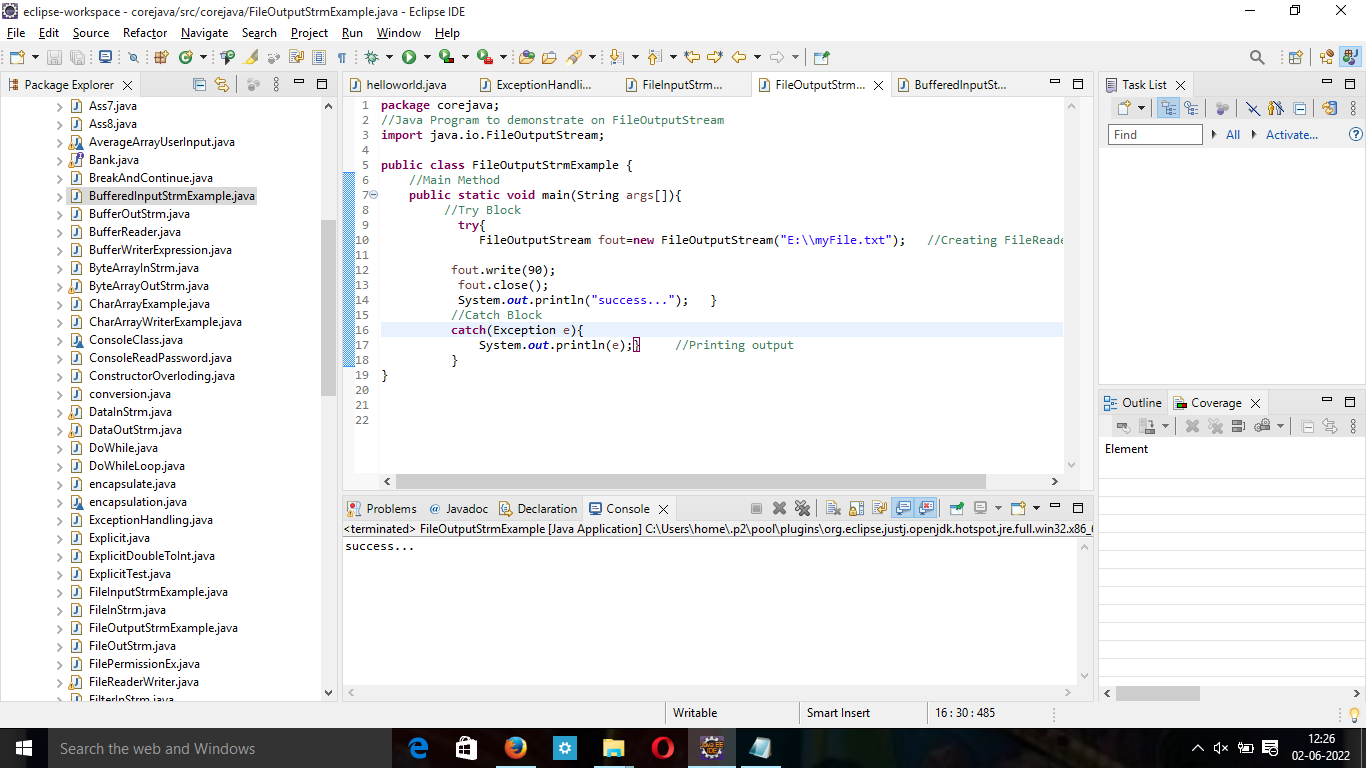 eclipse-workspace - corejava/src/corejava/FileOutputStrmExample.java - Eclipse IDE
File Edit Source Refactor Navigate Search Project Run Window Help
Package Explorer
Ass7.java
Ass8.java
AverageArrayUserInput.java
Bank.java
BreakAndContinue.java
BufferedInputStrmExample.java
BufferOutStrm.java
BufferReader.java
BufferWriterExpression.java
ByteArrayInStrm.java
ByteArrayOutStrm.java
CharArrayExample.java
CharArrayWriterExample.java
ConsoleClass.java
ConsoleReadPassword.java
ConstructorOverloding.java
conversion.java
DataInStrm.java
DataOutStrm.java
DoWhile.java
DoWhileLoop.java
encapsulate.java
encapsulation.java
ExceptionHandling.java
Explicit.java
ExplicitDoubleToInt.java
ExplicitTest.java
FileInputStrmExample.java
FileInStrm.java
FileOutputStrmExample.java
FileOutStrm.java
FilePermissionEx.java
FileReaderWriter.java
FilterInStrm.java
helloworld.java ExceptionHandli... FileInputStrm... FileOutputStrm... BufferedInputSt...
1 package corejava;
2 //Java Program to demonstrate on FileOutputStream
3 import java.io.FileOutputStream;
4
5 public class FileOutputStrmExample {
6 //Main Method
7 public static void main(String args[]){
8 //Try Block
9 try{
10 FileOutputStream fout=new FileOutputStream("E:\\myFile.txt"); //Creating FileReade
11
12 fout.write(90);
13 fout.close();
14 System.out.println("success..."); }
15 //Catch Block
16 catch(Exception e){
17 System.out.println(e);} //Printing output
18 }
19 }
20
21
22
Problems @ Javadoc Declaration Console
<terminated> FileOutputStrmExample [Java Application] C:\Users\home\.p2\pool\plugins\org.eclipse.justj.openjdk.hotspot.jre.full.win32.x86_6
success...
Task List
Find All Activate...
Outline Coverage
Element
Writable Smart Insert 16 : 30 : 485
Search the web and Windows
12:26
02-06-2022